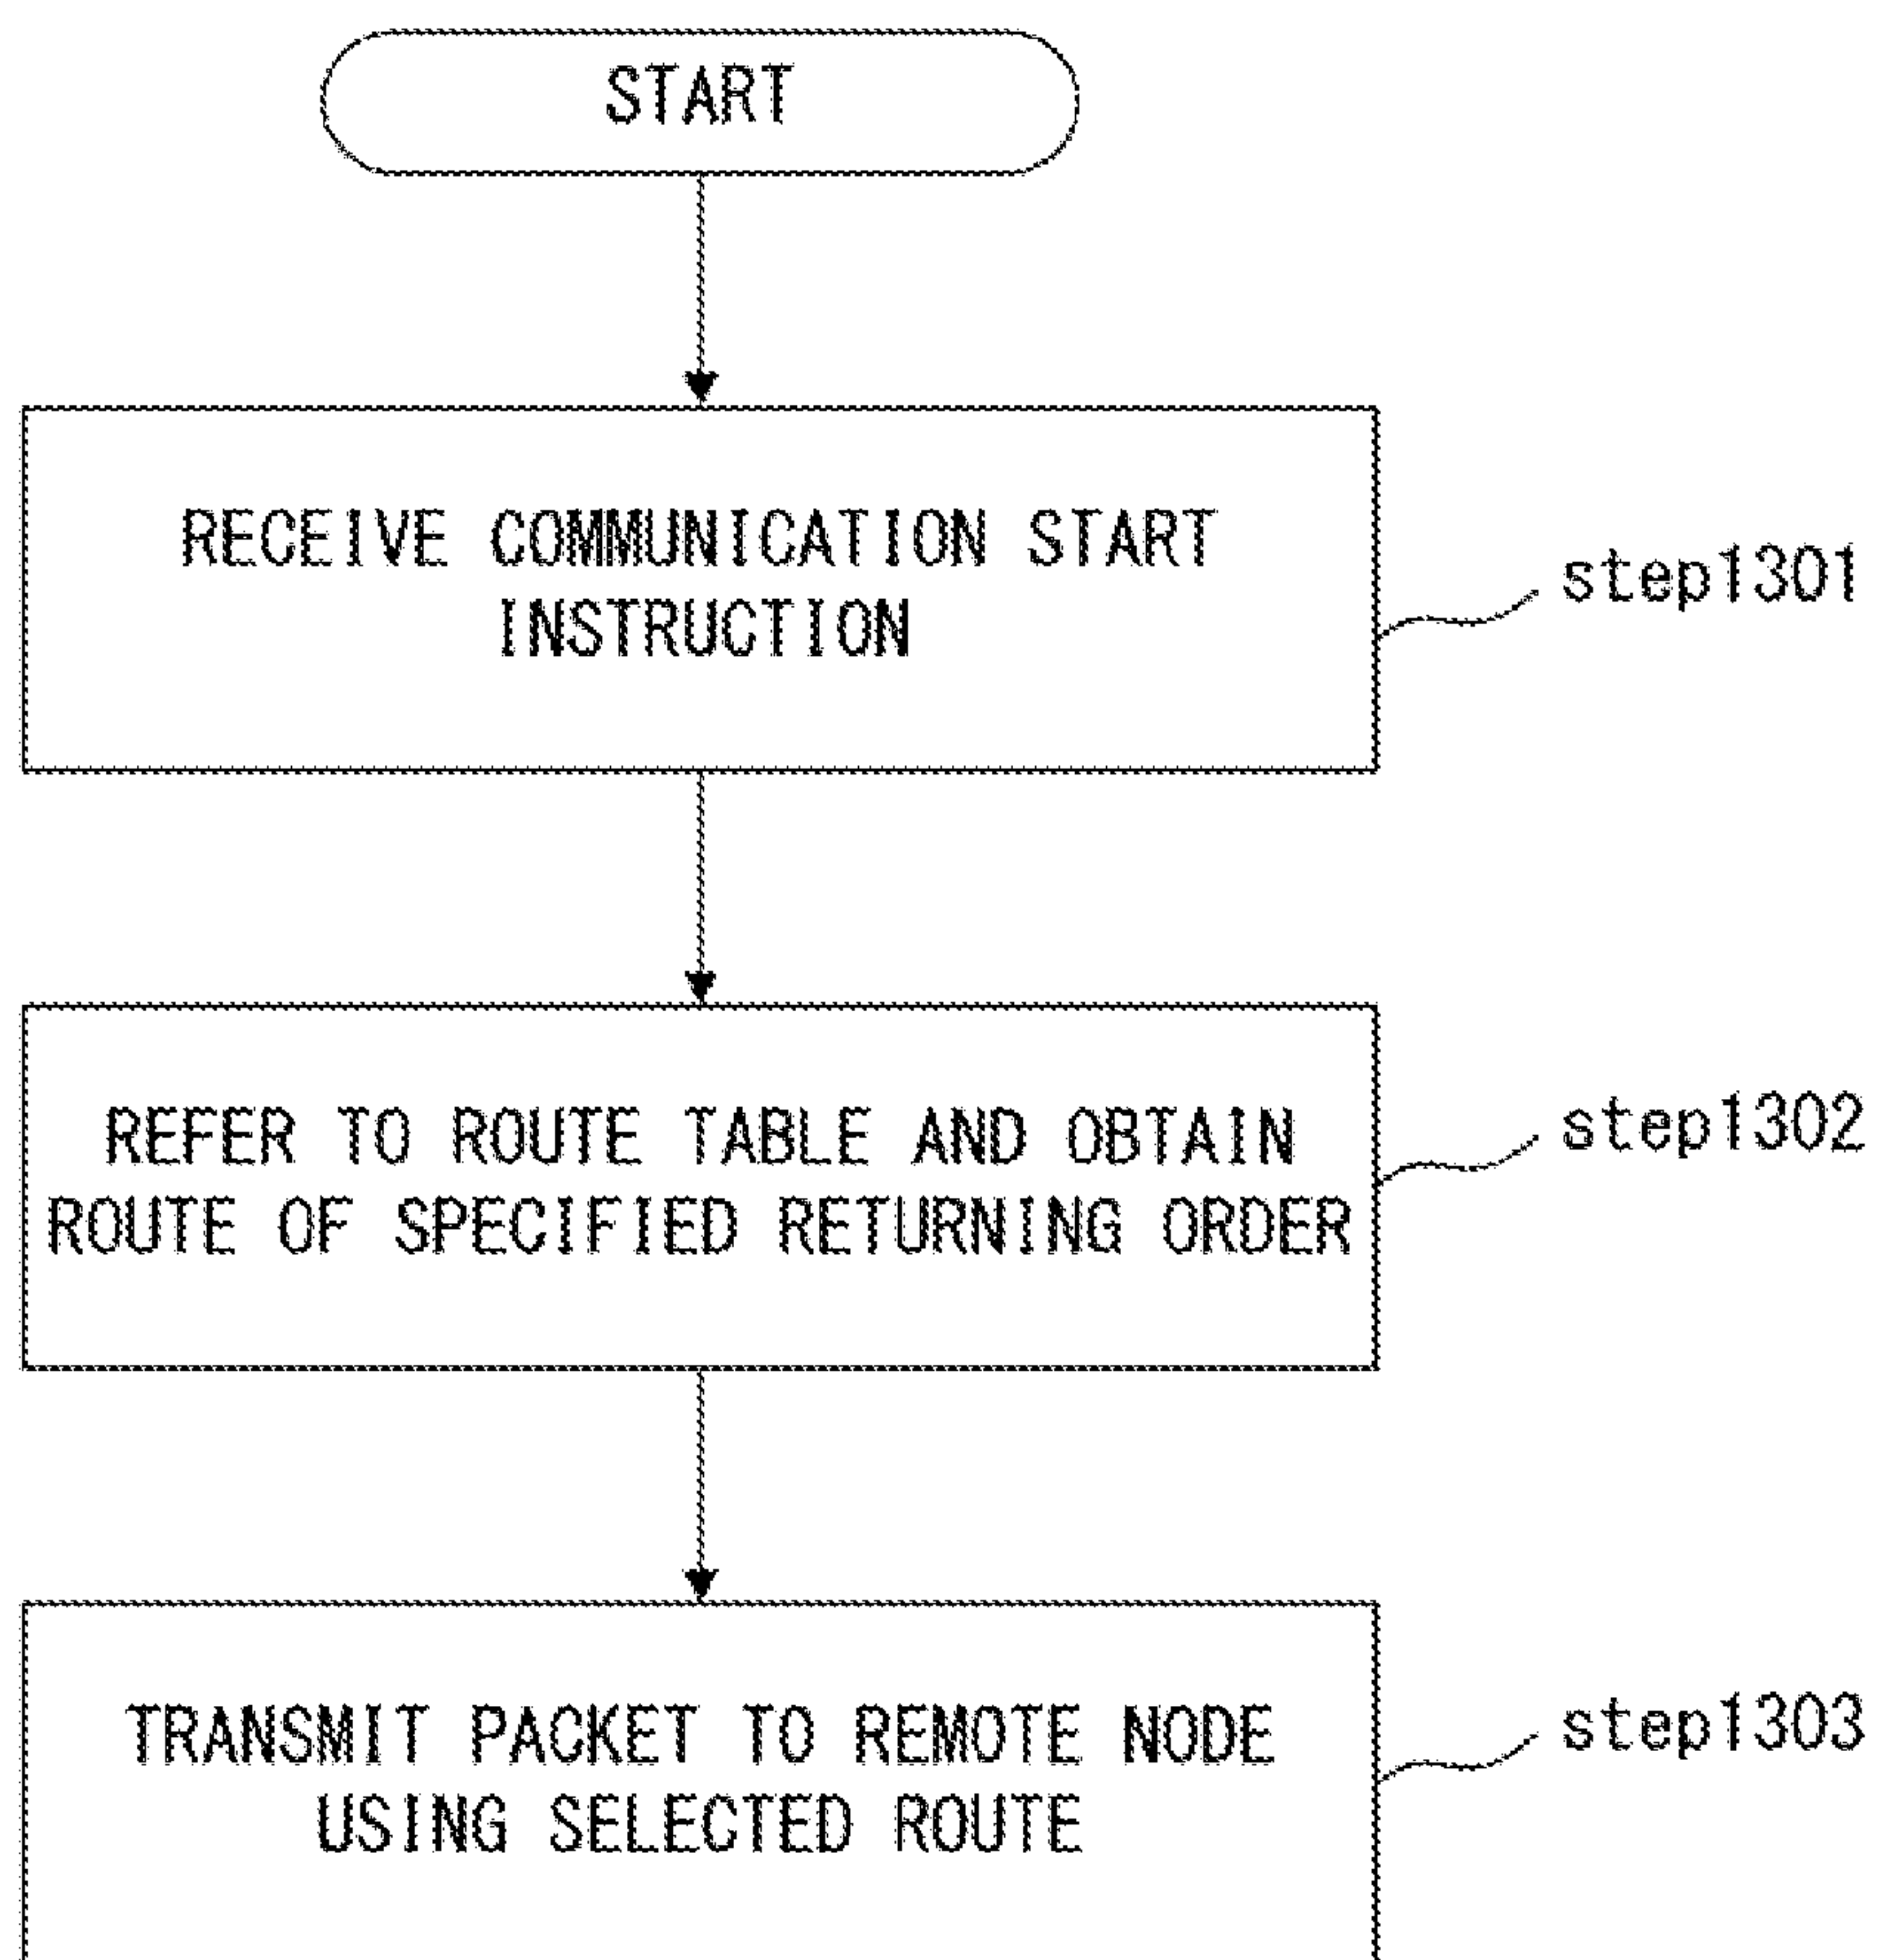 START
RECEIVE COMMUNICATION START
INSTRUCTION
step1301
REFER TO ROUTE TABLE AND OBTAIN
ROUTE OF SPECIFIED RETURNING ORDER
step1302
TRANSMIT PACKET TO REMOTE NODE
USING SELECTED ROUTE
step1303